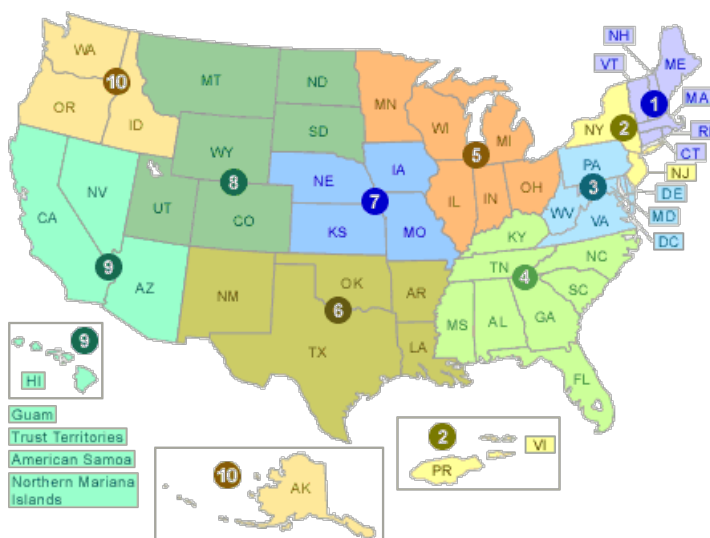 NH
ME
VT
WA
MT
ND
MN
MA
10
1
OR
ID
WI
MI
NY
2
SD
RI
WY
5
CT
PA
NJ
IA
8
NE
3
DE
NV
OH
IL
IN
7
MD
UT
CO
WV
VA
CA
KS
MO
DC
KY
NC
TN
9
4
AZ
OK
AR
SC
NM
6
MS
AL
GA
TX
LA
9
FL
HI
Guam
Trust Territories
American Samoa
Northern Mariana
Islands
2
VI
PR
10
AK